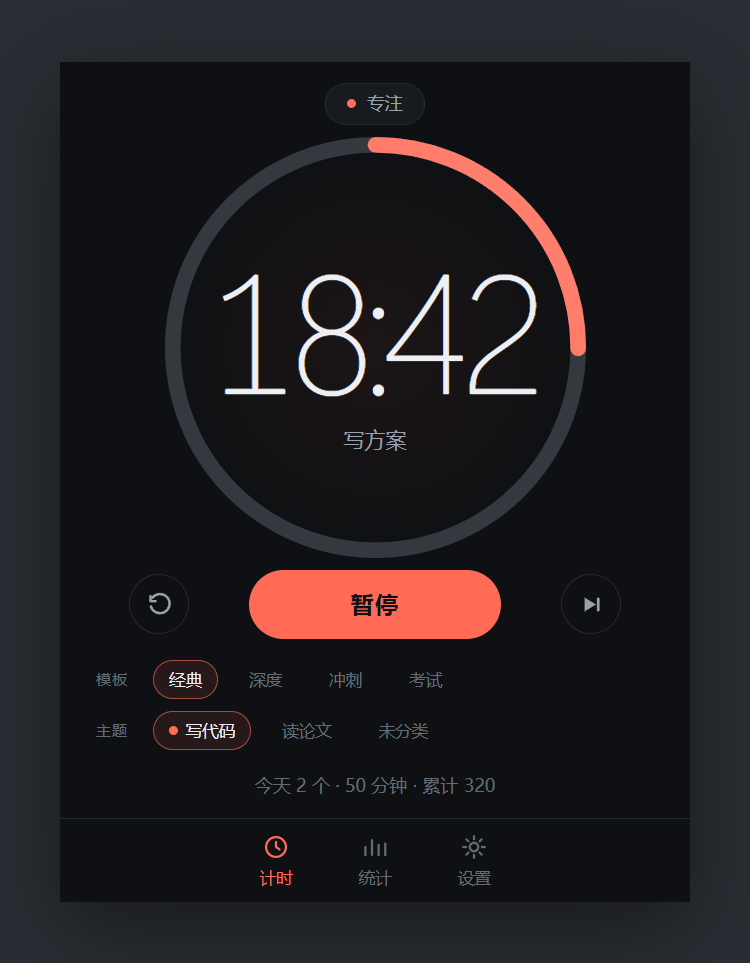 专注
18:42
写方案
暂停
模板 经典 深度 冲刺 考试
主题 写代码 读论文 未分类
今天 2 个 · 50 分钟 · 累计 320
计时 统计 设置